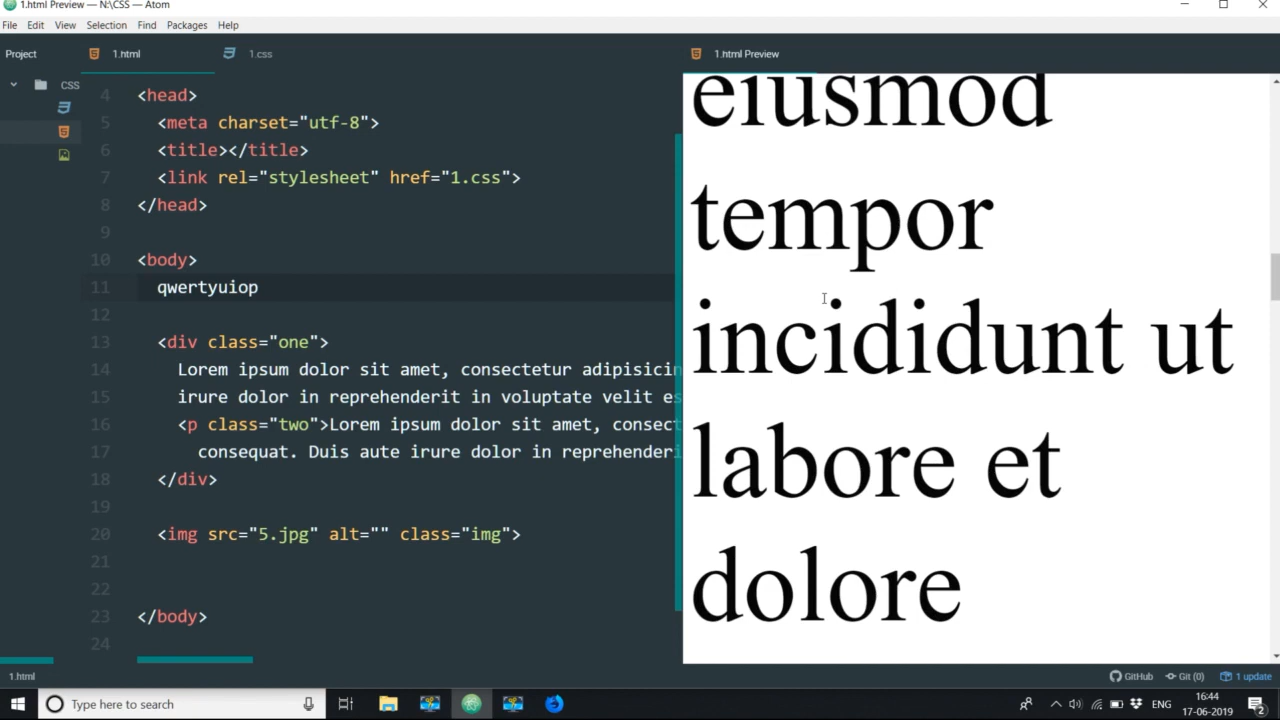 1.html Preview — N:\CSS — Atom
File Edit View Selection Find Packages Help
Project
1.html
1.css
1.html Preview
CSS
4 <head>
5 <meta charset="utf-8">
6 <title></title>
7 <link rel="stylesheet" href="1.css">
8 </head>
9
10 <body>
11 qwertyuiop
12
13 <div class="one">
14 Lorem ipsum dolor sit amet, consectetur adipisicin
15 irure dolor in reprehenderit in voluptate velit es
16 <p class="two">Lorem ipsum dolor sit amet, consect
17 consequat. Duis aute irure dolor in reprehenderi
18 </div>
19
20 <img src="5.jpg" alt="" class="img">
21
22
23 </body>
24
eiusmod
tempor
incididunt ut
labore et
dolore
1.html
GitHub
Git (0)
1 update
Type here to search
ENG
16:44
17-06-2019
2